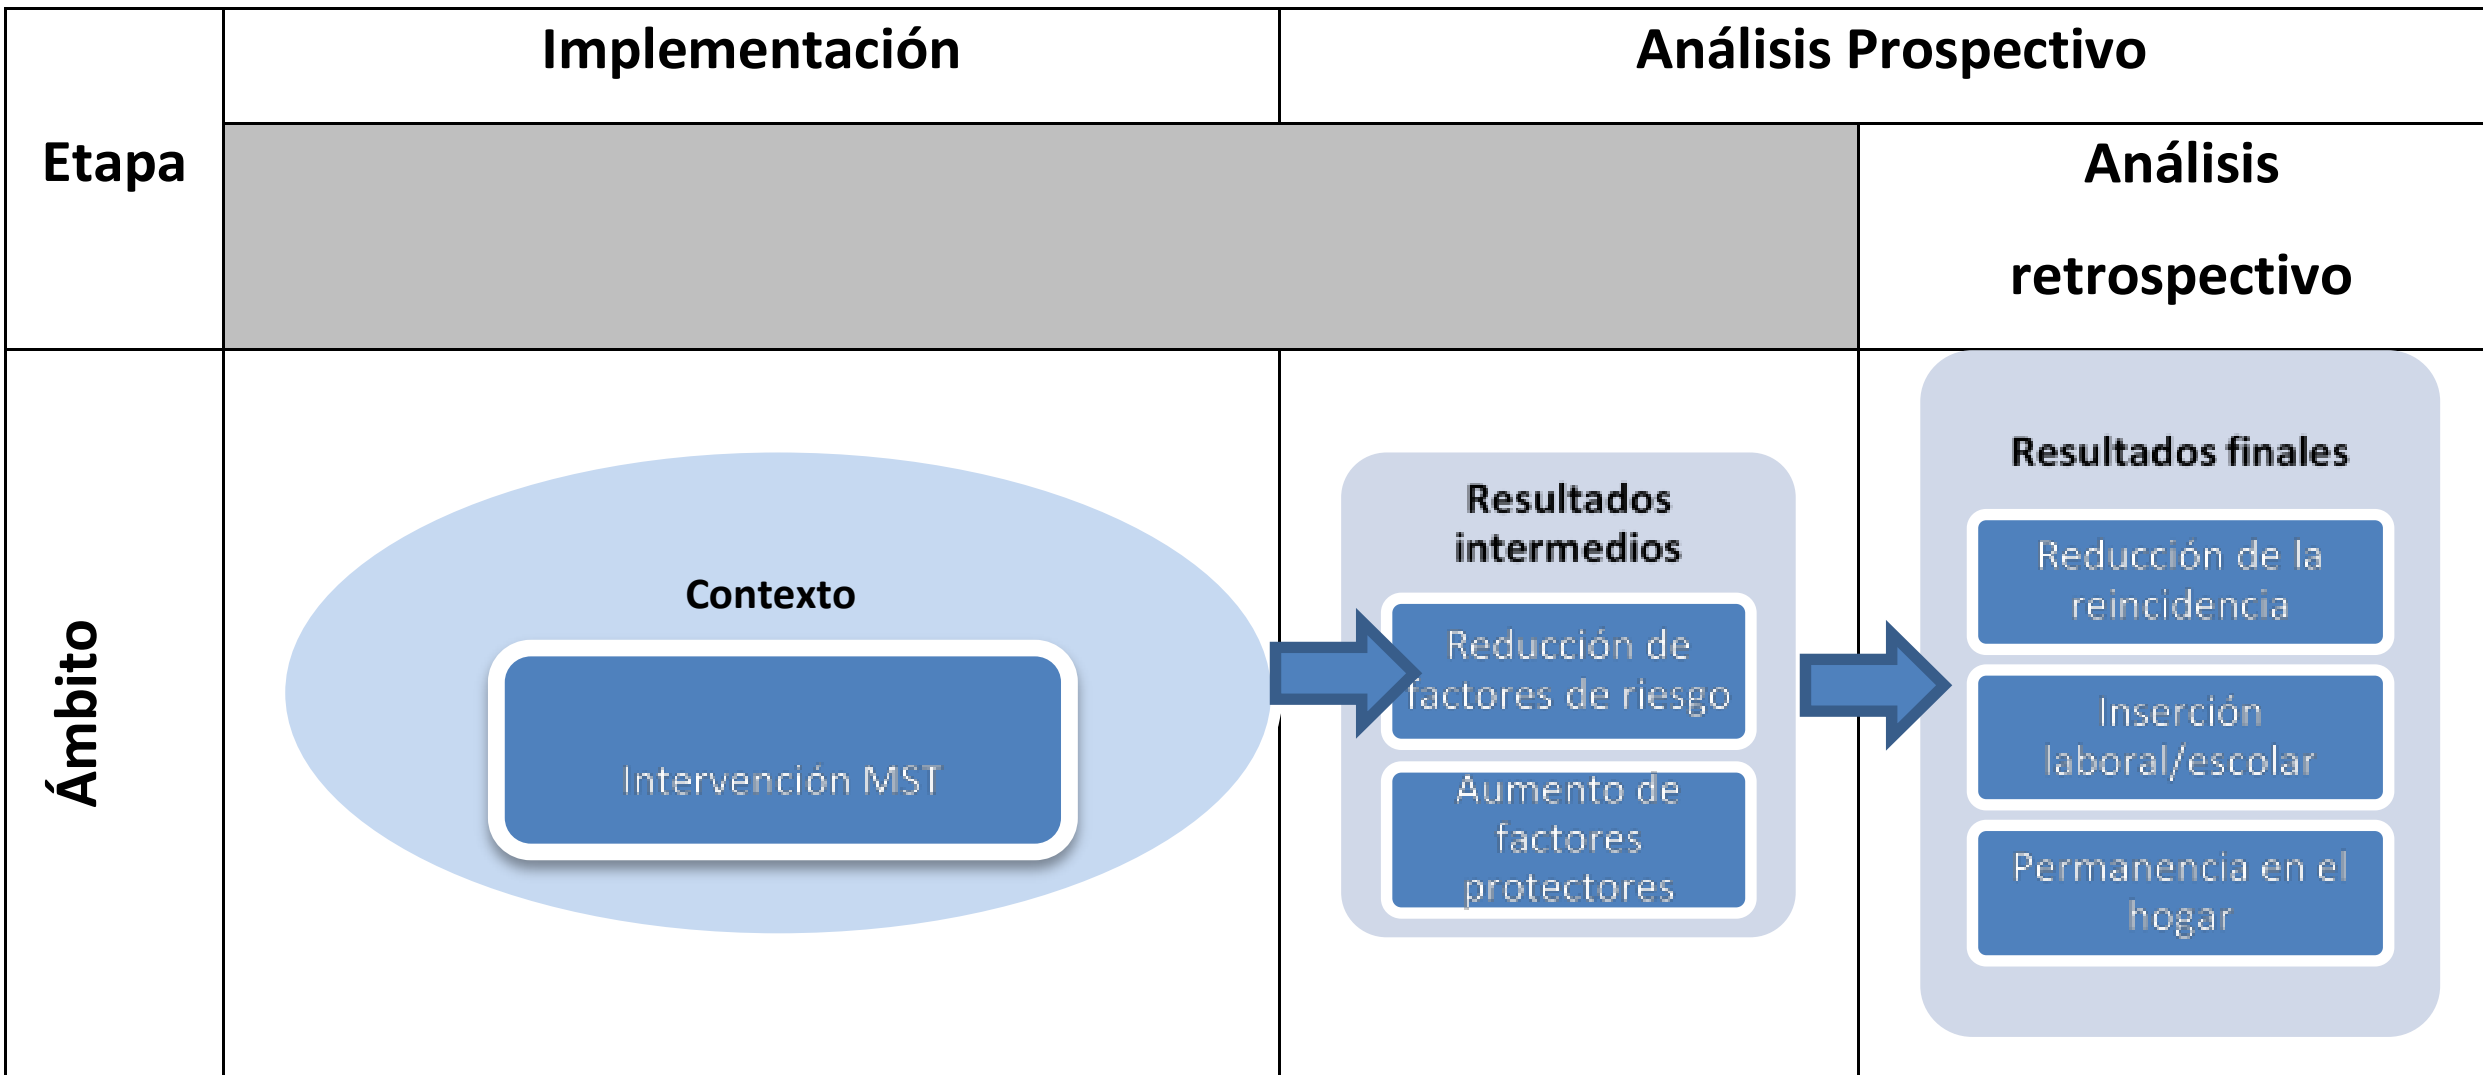 Implementación
Análisis Prospectivo
Etapa
Análisis
retrospectivo
Ámbito
Contexto
Intervención MST
Resultados
intermedios
Reducción de
factores de riesgo
Aumento de
factores
protectores
Resultados finales
Reducción de la
reincidencia
Inserción
laboral/escolar
Permanencia en el
hogar